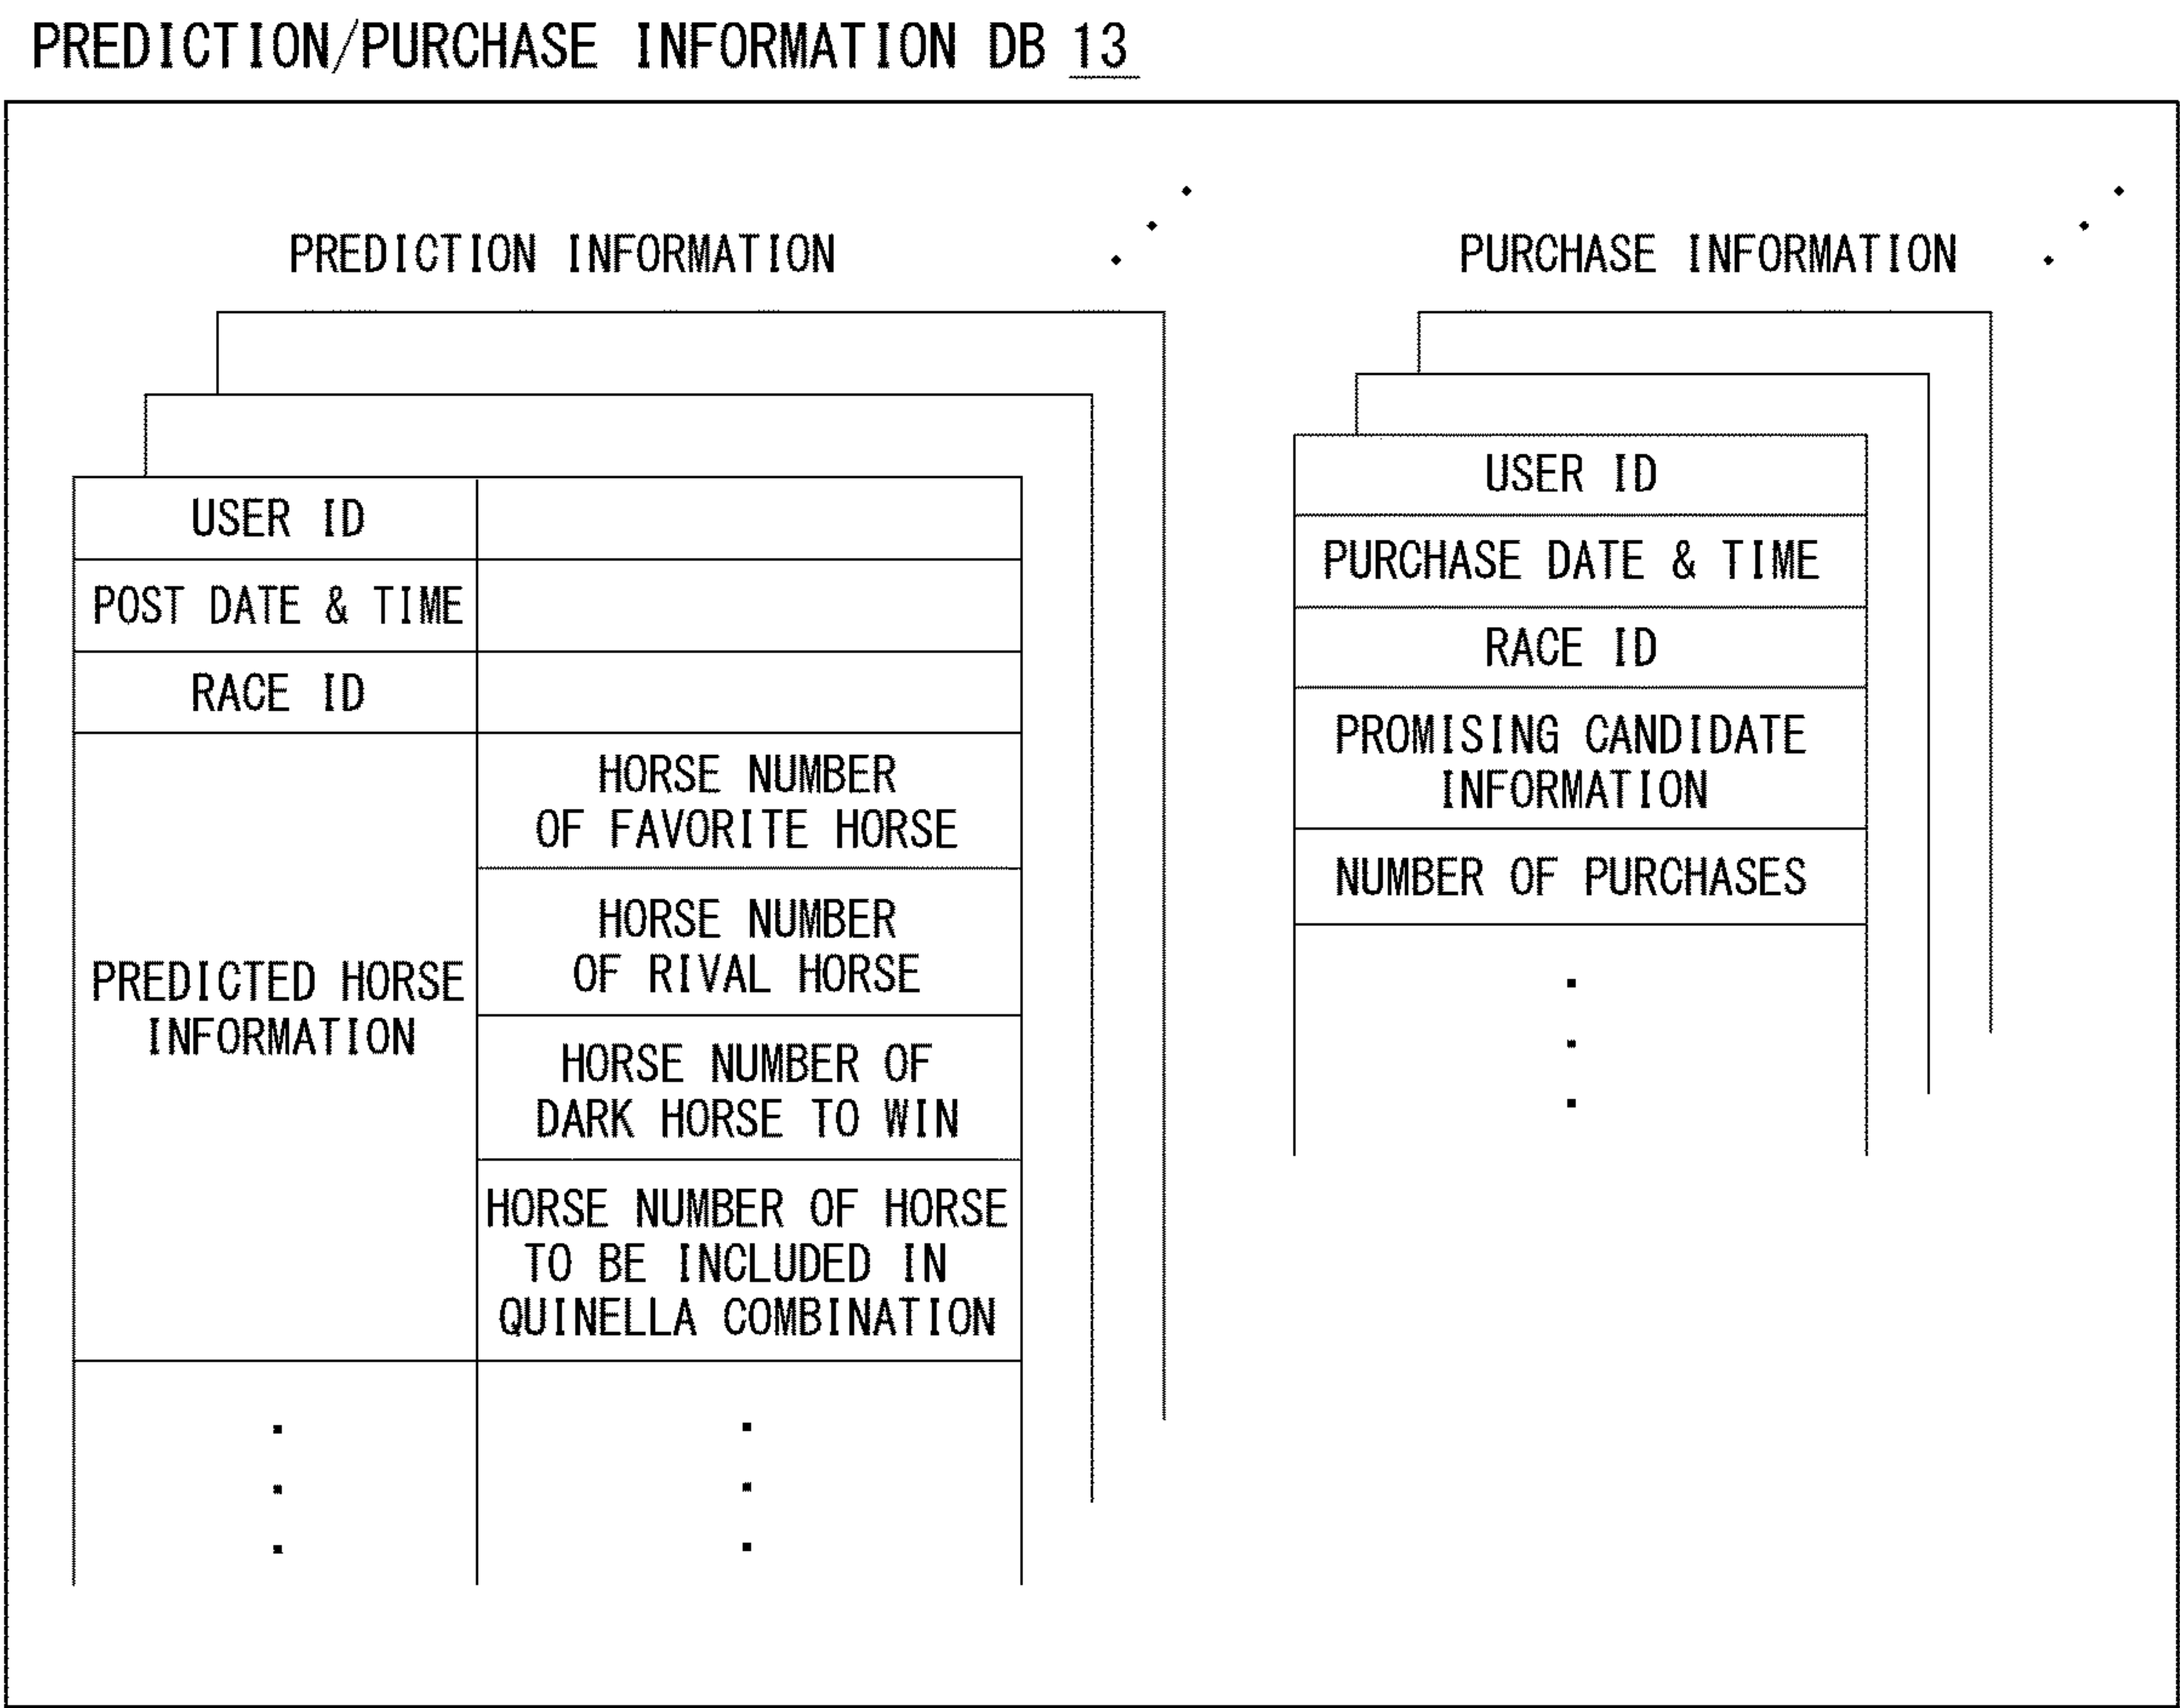 PREDICTION/PURCHASE INFORMATION DB 13
PREDICTION INFORMATION
USER ID
POST DATE & TIME
RACE ID
PREDICTED HORSE
INFORMATION
HORSE NUMBER
OF FAVORITE HORSE
HORSE NUMBER
OF RIVAL HORSE
HORSE NUMBER OF
DARK HORSE TO WIN
HORSE NUMBER OF HORSE
TO BE INCLUDED IN
QUINELLA COMBINATION
PURCHASE INFORMATION
USER ID
PURCHASE DATE & TIME
RACE ID
PROMISING CANDIDATE
INFORMATION
NUMBER OF PURCHASES